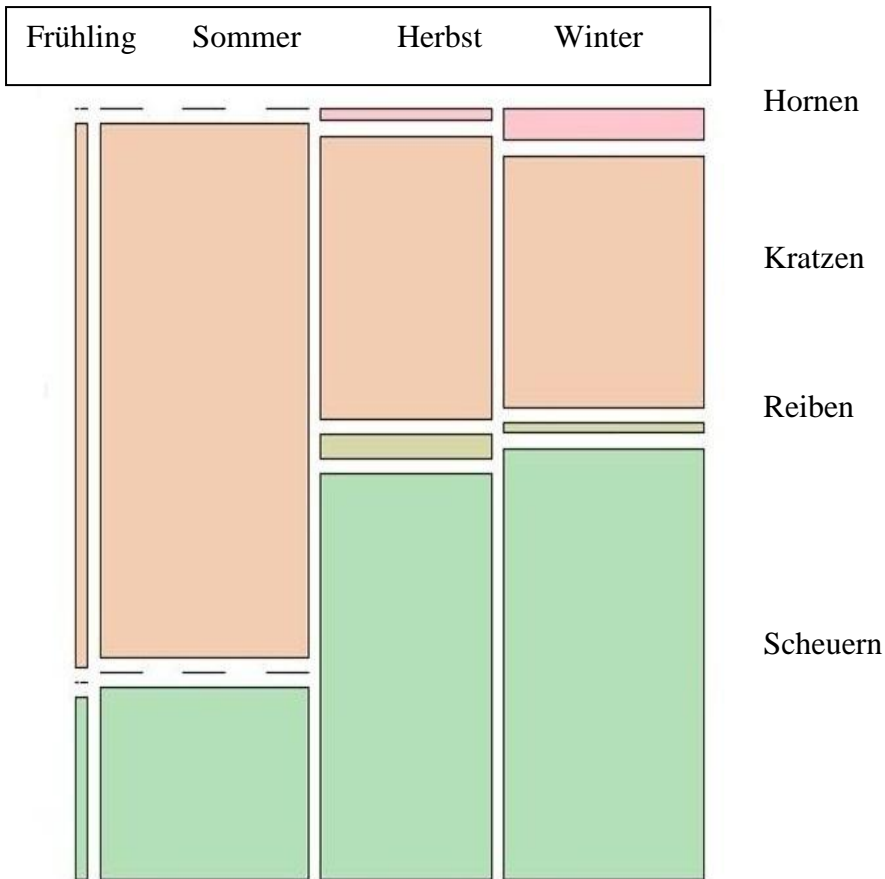 Frühling Sommer Herbst Winter
Hornen
Kratzen
Reiben
Scheuern